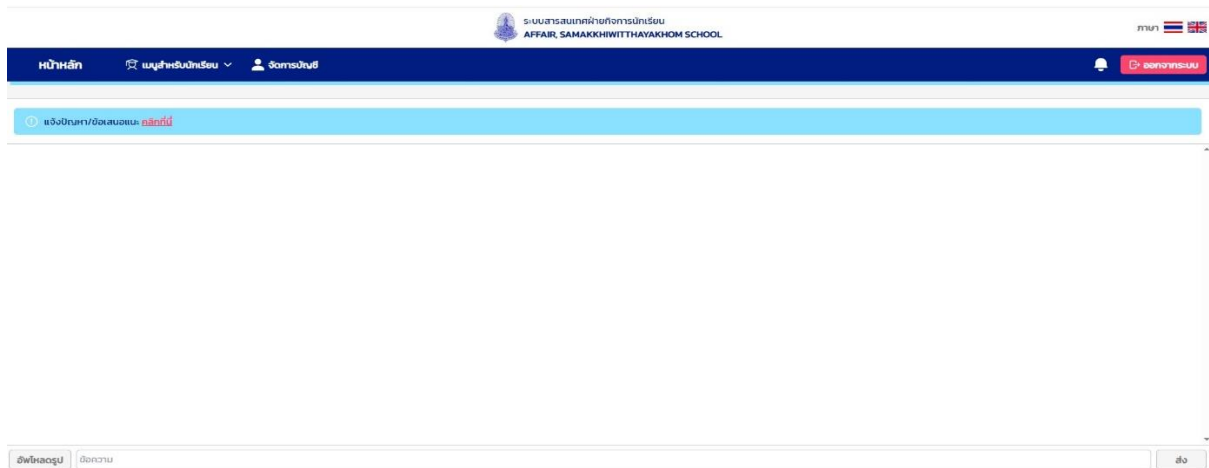 ระบบสารสนเทศฝ่ายกิจการนักเรียน
AFFAIR, SAMAKKHIWITTHAYAKHOM SCHOOL
ภาษา
หน้าหลัก เมนูสำหรับนักเรียน จัดการบัญชี ออกจากระบบ
แจ้งปัญหา/ข้อเสนอแนะ คลิกที่นี่
อัพโหลดรูป ข้อความ ส่ง